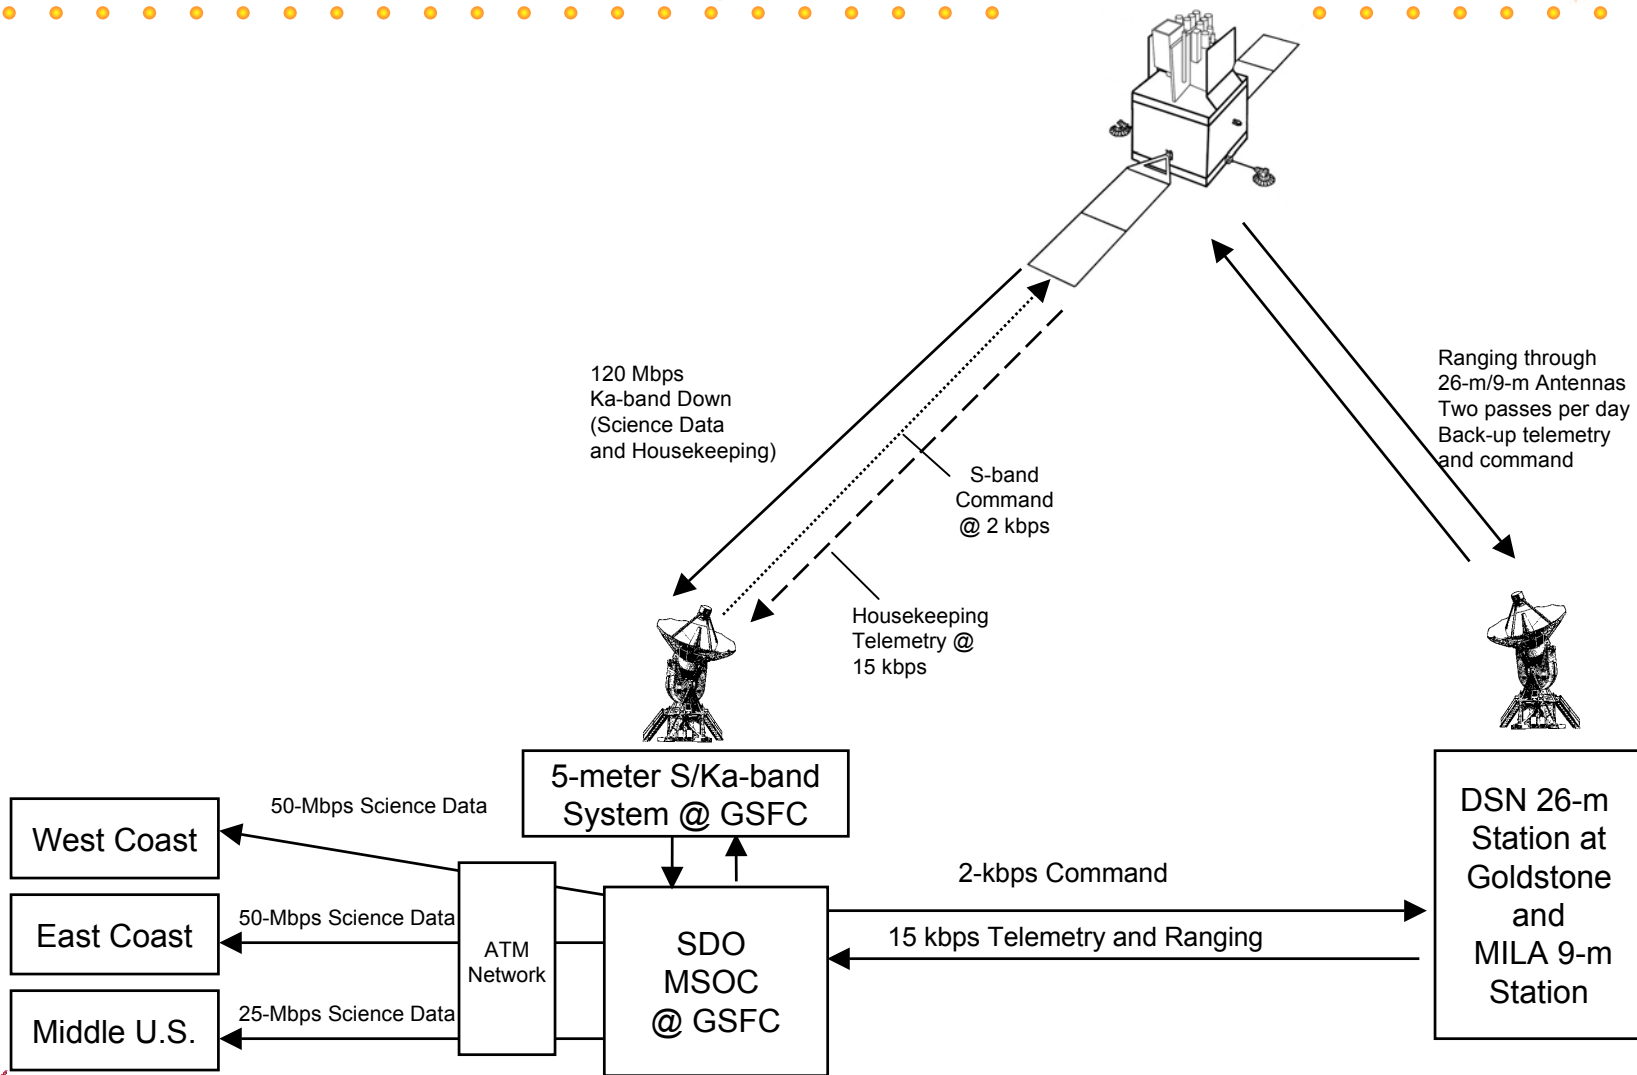 120 Mbps
Ka-band Down
(Science Data
and Housekeeping)
Ranging through
26-m/9-m Antennas
Two passes per day
Back-up telemetry
and command
S-band
Command
@ 2 kbps
Housekeeping
Telemetry @
15 kbps
5-meter S/Ka-band
System @ GSFC
50-Mbps Science Data
West Coast
50-Mbps Science Data
East Coast
25-Mbps Science Data
Middle U.S.
ATM
Network
SDO
MSOC
@ GSFC
2-kbps Command
15 kbps Telemetry and Ranging
DSN 26-m
Station at
Goldstone
and
MILA 9-m
Station